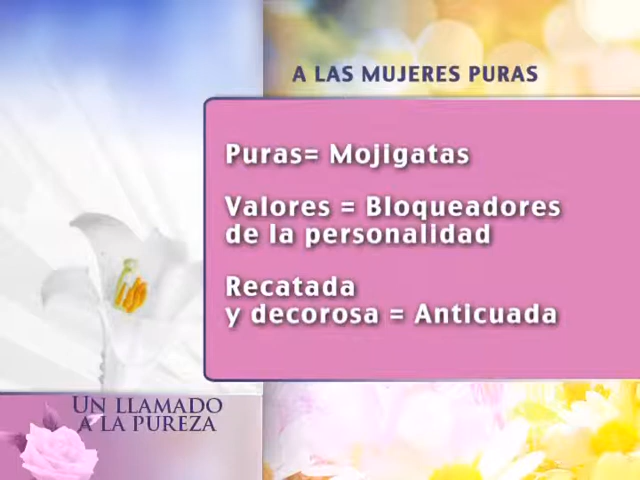 A LAS MUJERES PURAS
Puras= Mojigatas
Valores = Bloqueadores
de la personalidad
Recatada
y decorosa = Anticuada
UN LLAMADO
A LA PUREZA